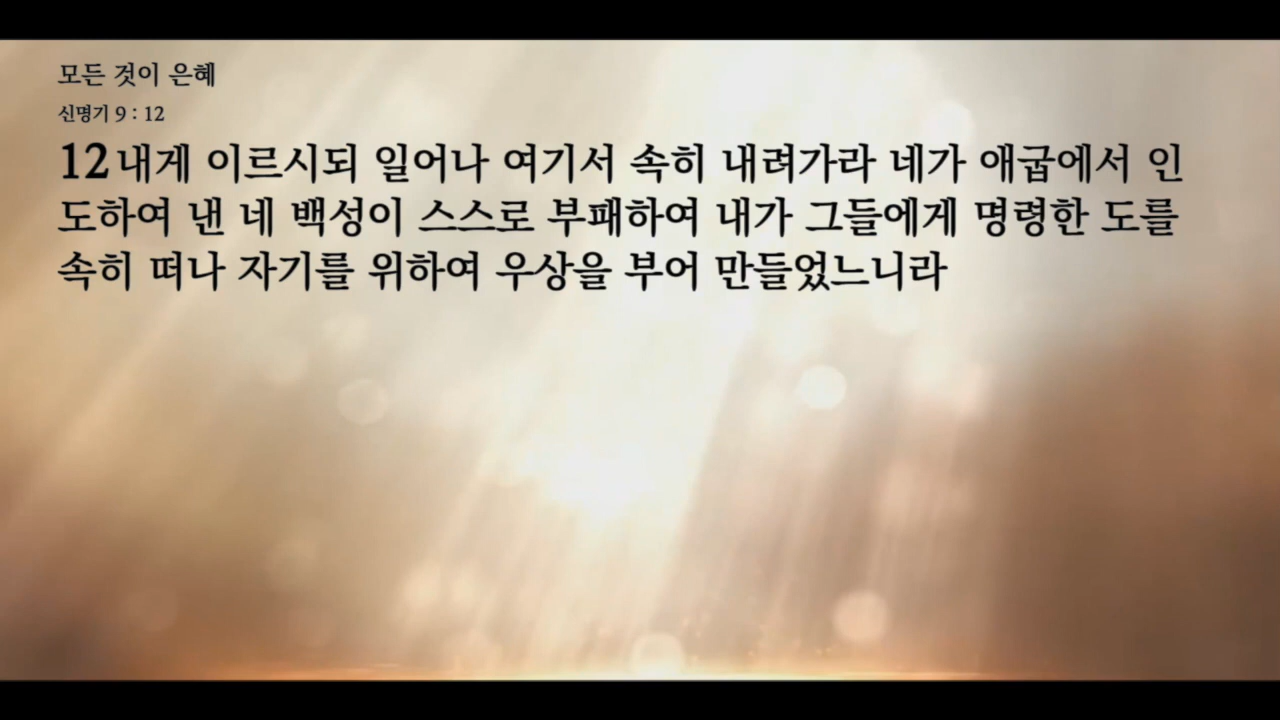 모든 것이 은혜
신명기 9 : 12
12내게 이르시되 일어나 여기서 속히 내려가라 네가 애굽에서 인
도하여 낸 네 백성이 스스로 부패하여 내가 그들에게 명령한 도를
속히 떠나 자기를 위하여 우상을 부어 만들었느니라